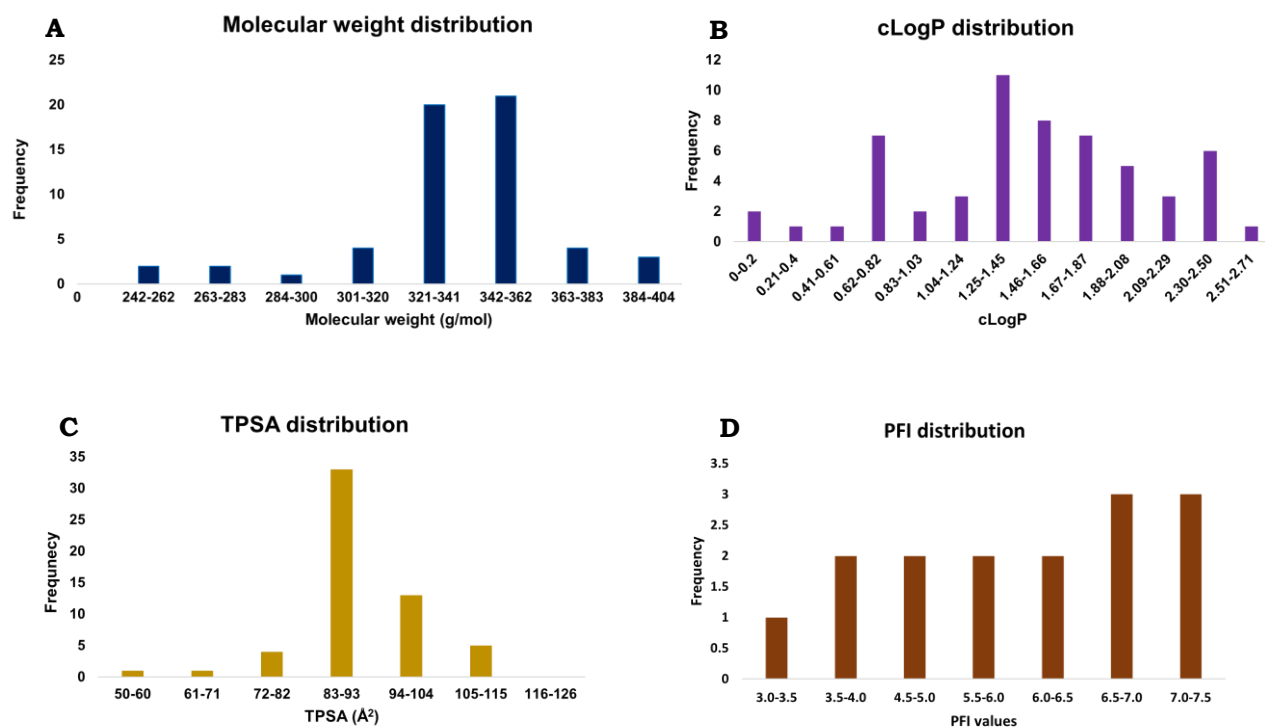 A
Molecular weight distribution
25
20
15
10
5
0
Frequency
0 242-262 263-283 284-300 301-320 321-341 342-362 363-383 384-404
Molecular weight (g/mol)
B
cLogP distribution
12
10
8
6
4
2
0
Frequency
0-0.2 0.21-0.4 0.41-0.61 0.62-0.82 0.83-1.03 1.04-1.24 1.25-1.45 1.46-1.66 1.67-1.87 1.88-2.08 2.09-2.29 2.30-2.50 2.51-2.71
cLogP
C
TPSA distribution
35
30
25
20
15
10
5
0
Frequnecy
50-60 61-71 72-82 83-93 94-104 105-115 116-126
TPSA (Å²)
D
PFI distribution
3.5
3
2.5
2
1.5
1
0.5
0
Frequency
3.0-3.5 3.5-4.0 4.5-5.0 5.5-6.0 6.0-6.5 6.5-7.0 7.0-7.5
PFI values